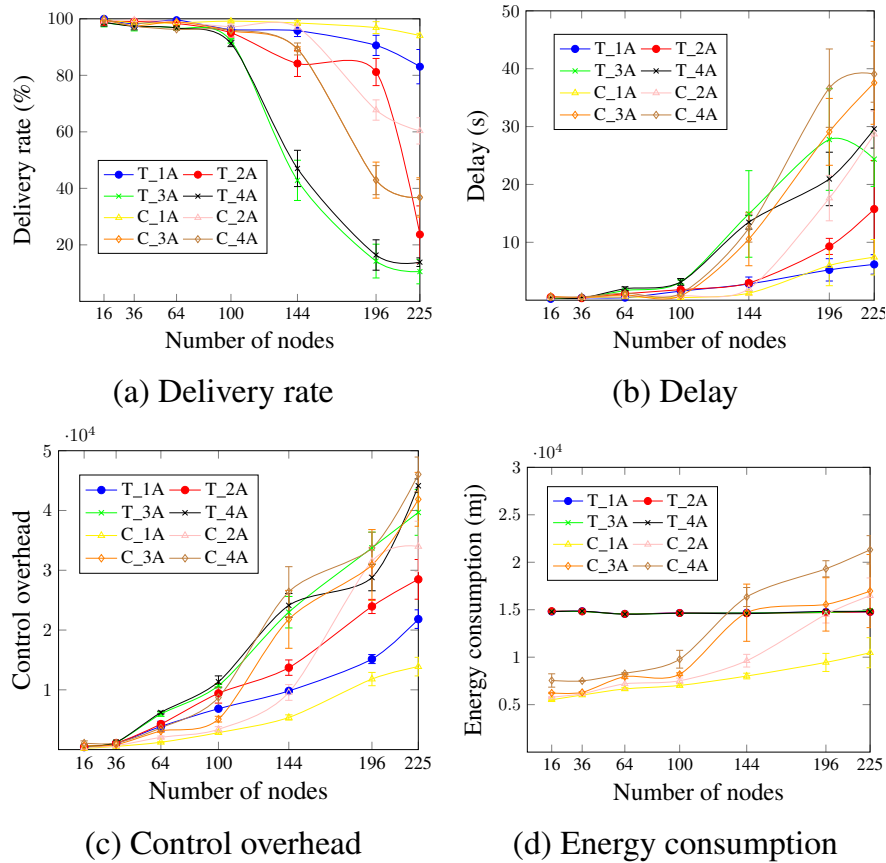 100
80
60
40
20
Delivery rate (%)
T_1A T_2A
T_3A T_4A
C_1A C_2A
C_3A C_4A
16 36 64 100 144 196 225
Number of nodes
(a) Delivery rate
50
40
30
20
10
Delay (s)
T_1A T_2A
T_3A T_4A
C_1A C_2A
C_3A C_4A
16 36 64 100 144 196 225
Number of nodes
(b) Delay
·10⁴
5
4
3
2
1
Control overhead
T_1A T_2A
T_3A T_4A
C_1A C_2A
C_3A C_4A
16 36 64 100 144 196 225
Number of nodes
(c) Control overhead
·10⁴
3
2.5
2
1.5
1
0.5
Energy consumption (mj)
T_1A T_2A
T_3A T_4A
C_1A C_2A
C_3A C_4A
16 36 64 100 144 196 225
Number of nodes
(d) Energy consumption